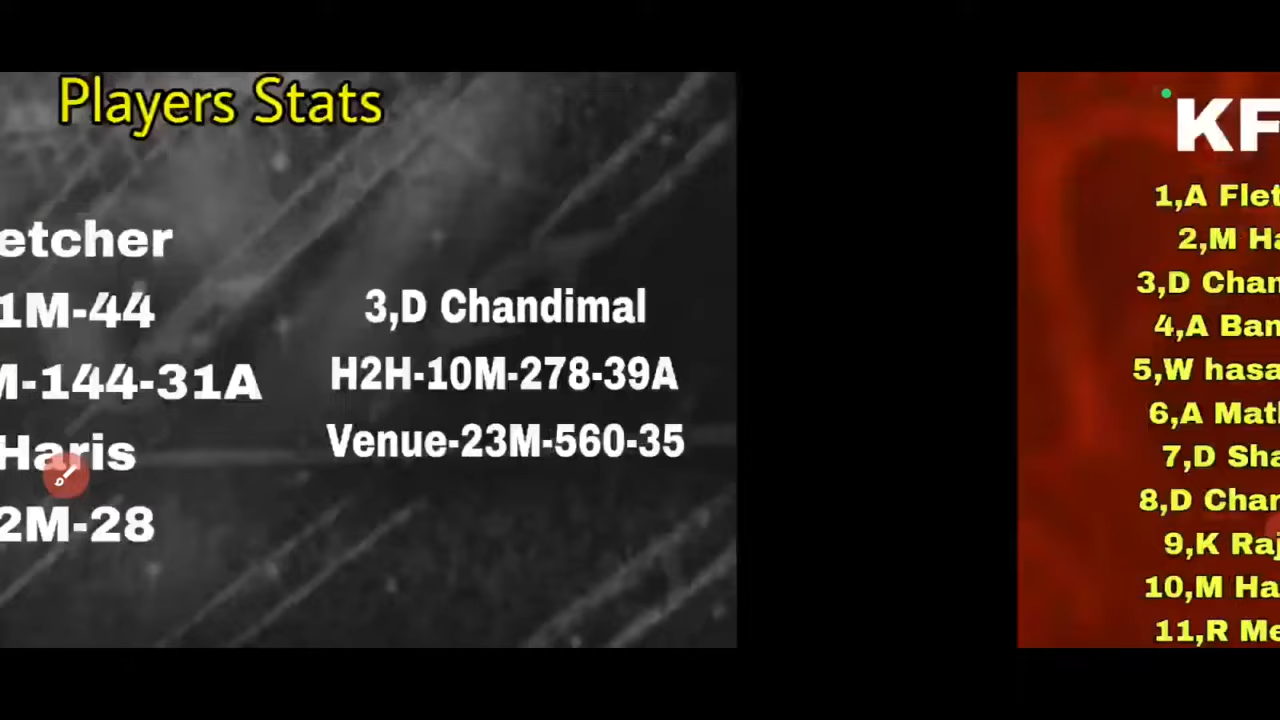 Players Stats
etcher
1M-44
M-144-31A
Haris
2M-28
3,D Chandimal
H2H-10M-278-39A
Venue-23M-560-35
KF
1,A Flet
2,M Ha
3,D Chan
4,A Ban
5,W hasa
6,A Math
7,D Sha
8,D Cha
9,K Raj
10,M Ha
11,R Me